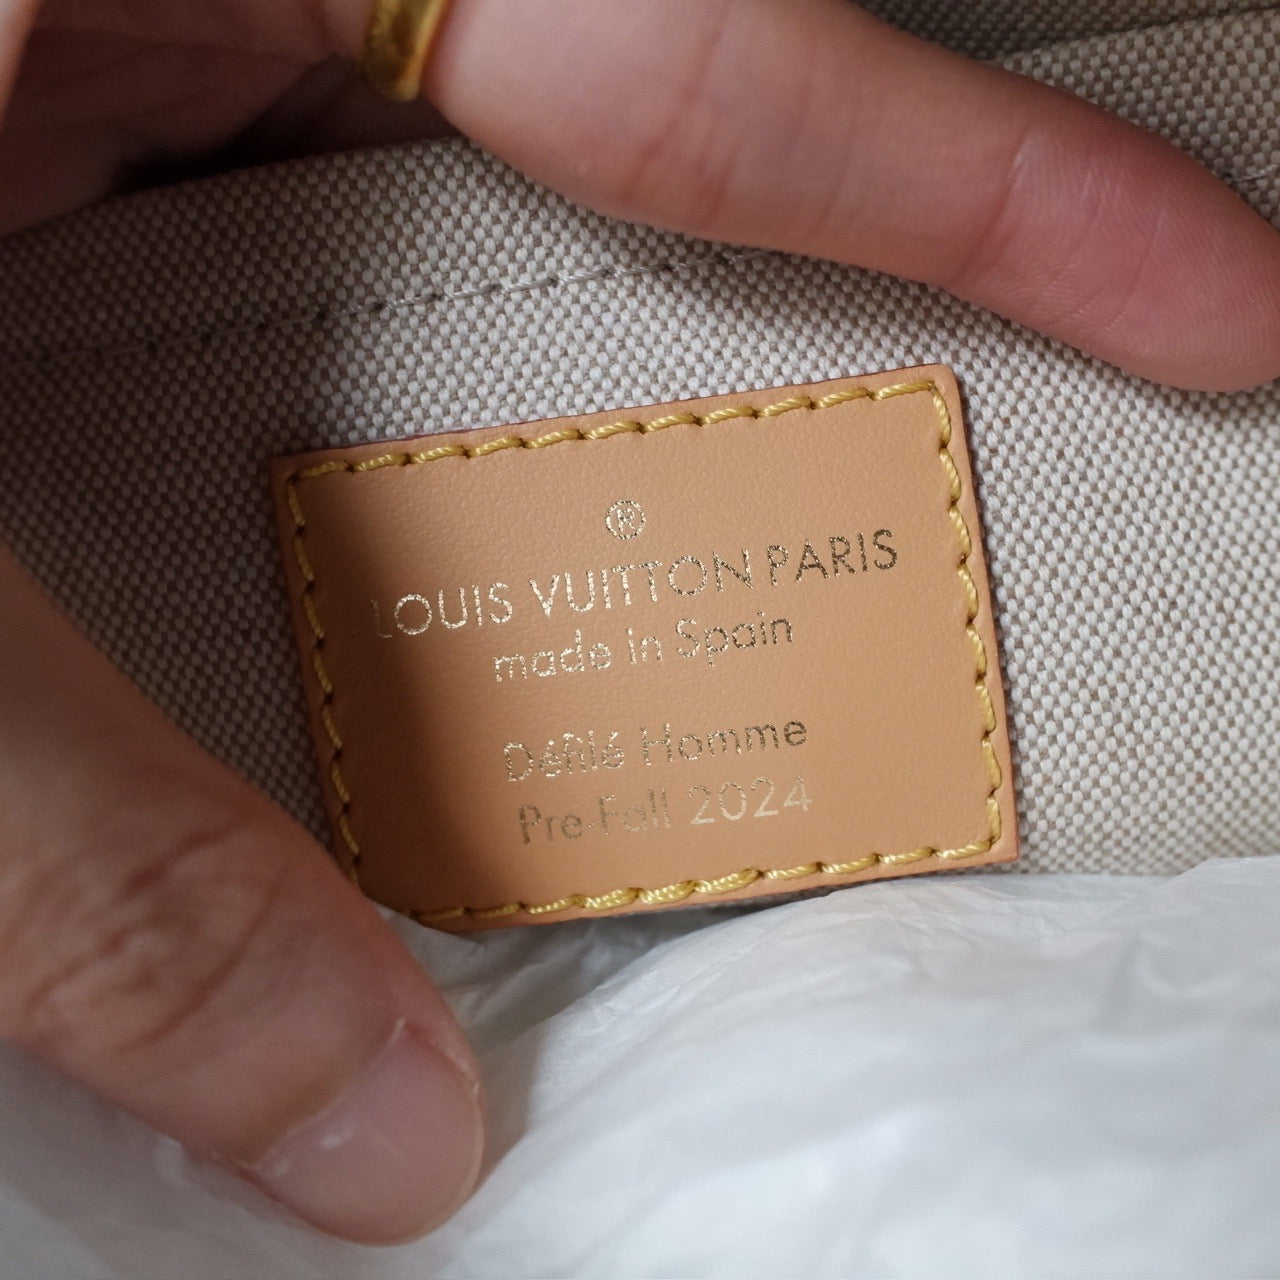 ®
LOUIS VUITTON PARIS
made in Spain
Défilé Homme
Pre-Fall 2024